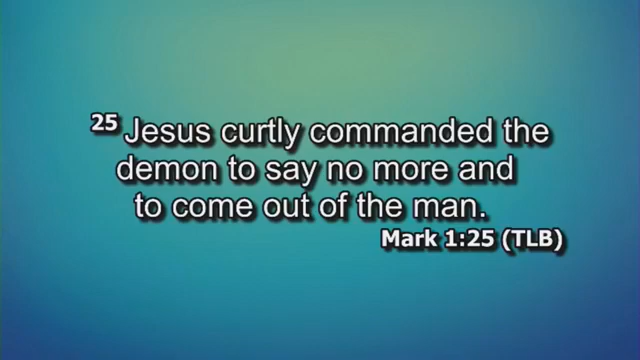 25 Jesus curtly commanded the
demon to say no more and
to come out of the man.
Mark 1:25 (TLB)